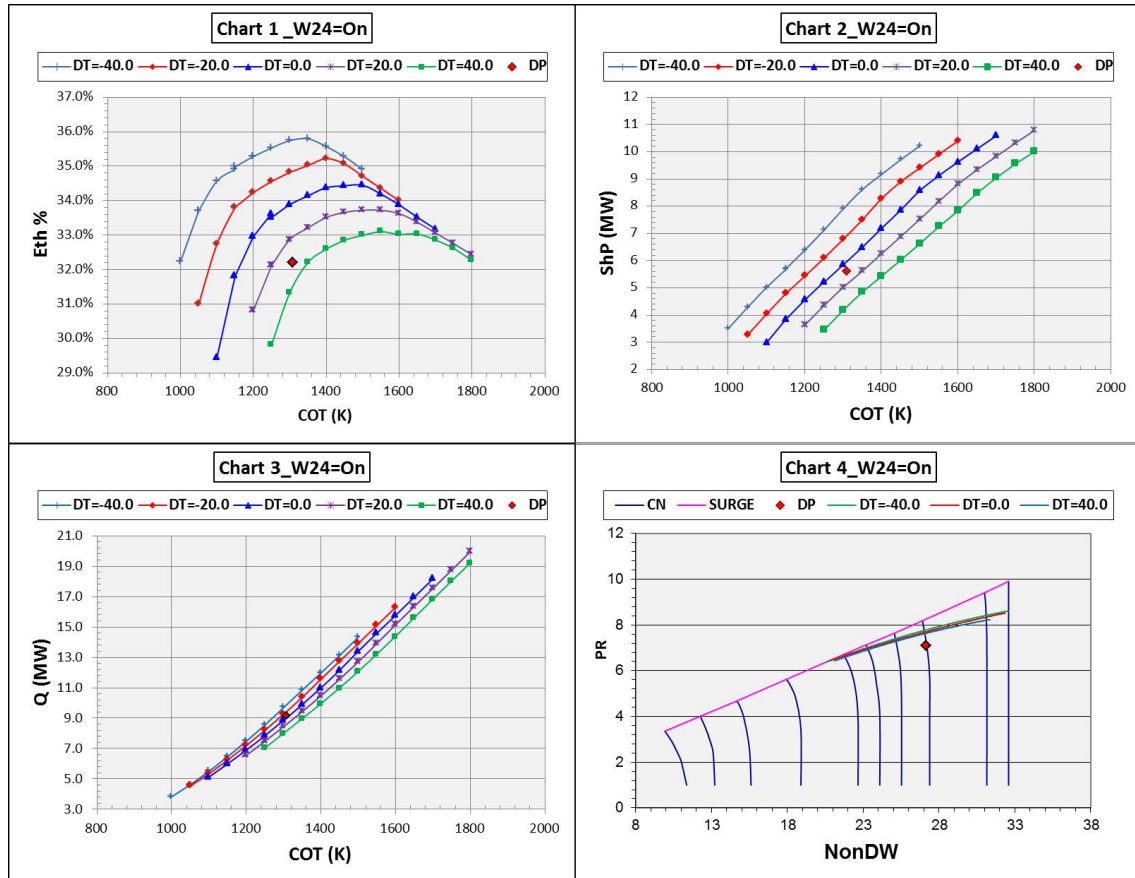 Chart 1 _W24=On
DT=-40.0 DT=-20.0 DT=0.0 DT=20.0 DT=40.0 DP
37.0%
36.0%
35.0%
34.0%
33.0%
32.0%
31.0%
30.0%
29.0%
Eth %
800 1000 1200 1400 1600 1800 2000
COT (K)
Chart 2_W24=On
DT=-40.0 DT=-20.0 DT=0.0 DT=20.0 DT=40.0 DP
12
11
10
9
8
7
6
5
4
3
2
ShP (MW)
800 1000 1200 1400 1600 1800 2000
COT (K)
Chart 3_W24=On
DT=-40.0 DT=-20.0 DT=0.0 DT=20.0 DT=40.0 DP
21.0
19.0
17.0
15.0
13.0
11.0
9.0
7.0
5.0
3.0
Q (MW)
800 1000 1200 1400 1600 1800 2000
COT (K)
Chart 4_W24=On
CN SURGE DP DT=-40.0 DT=0.0 DT=40.0
12
10
8
6
4
2
0
PR
8 13 18 23 28 33 38
NonDW